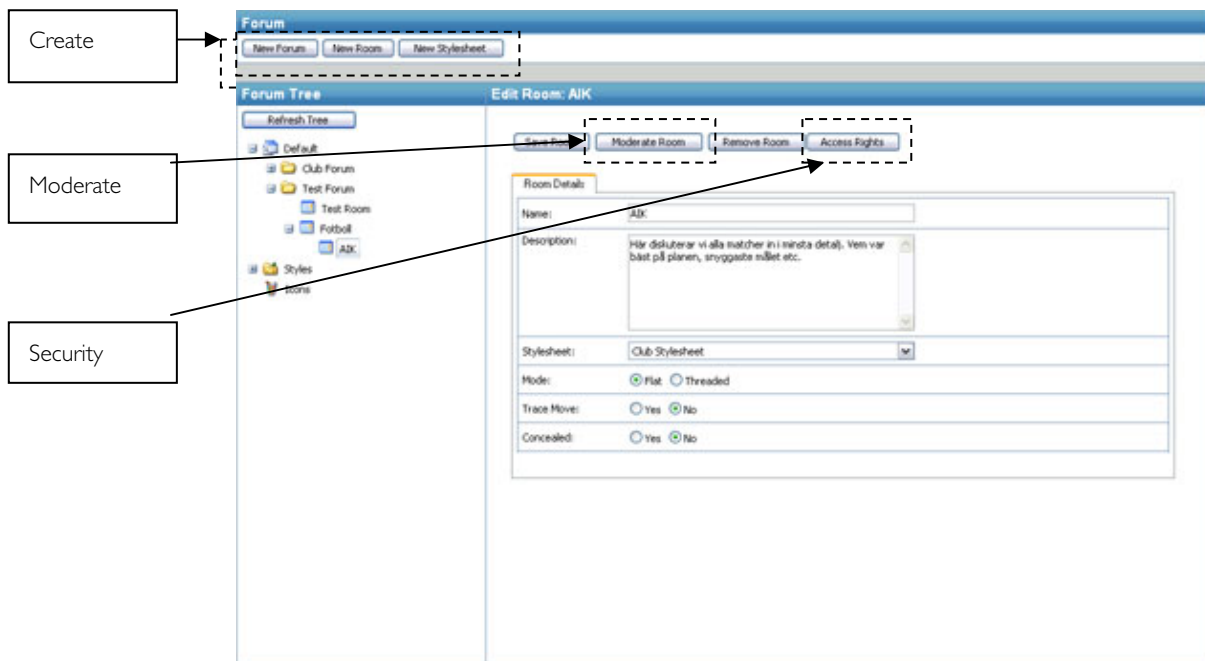 Create
Moderate
Security
Forum
New Forum New Room New Stylesheet
Forum Tree
Refresh Tree
Default
Club Forum
Test Forum
Test Room
Fotboll
AIK
Styles
Icons
Edit Room: AIK
Save Room Moderate Room Remove Room Access Rights
Room Details
Name: AIK
Description: Här diskuterar vi alla matcher in i minsta detalj. Vem var
bäst på planen, snyggaste målet etc.
Stylesheet: Club Stylesheet
Mode: Flat Threaded
Trace Move: Yes No
Concealed: Yes No